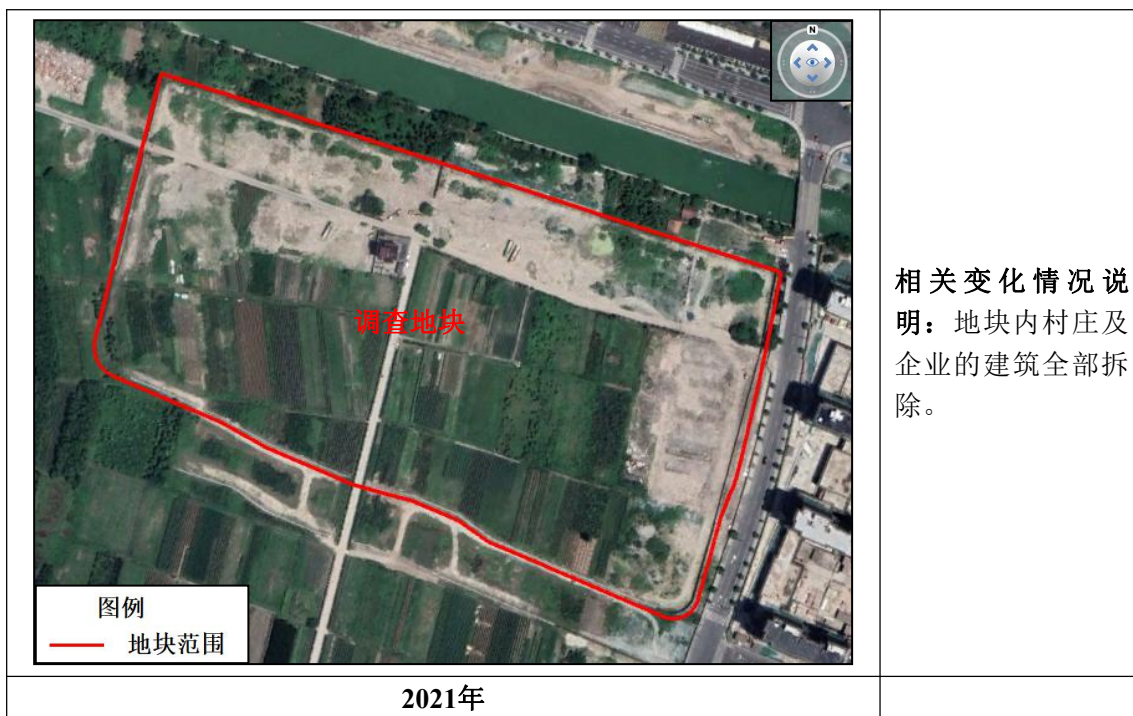 N
调查地块
图例
地块范围
2021年
相关变化情况说
明：地块内村庄及
企业的建筑全部拆
除。